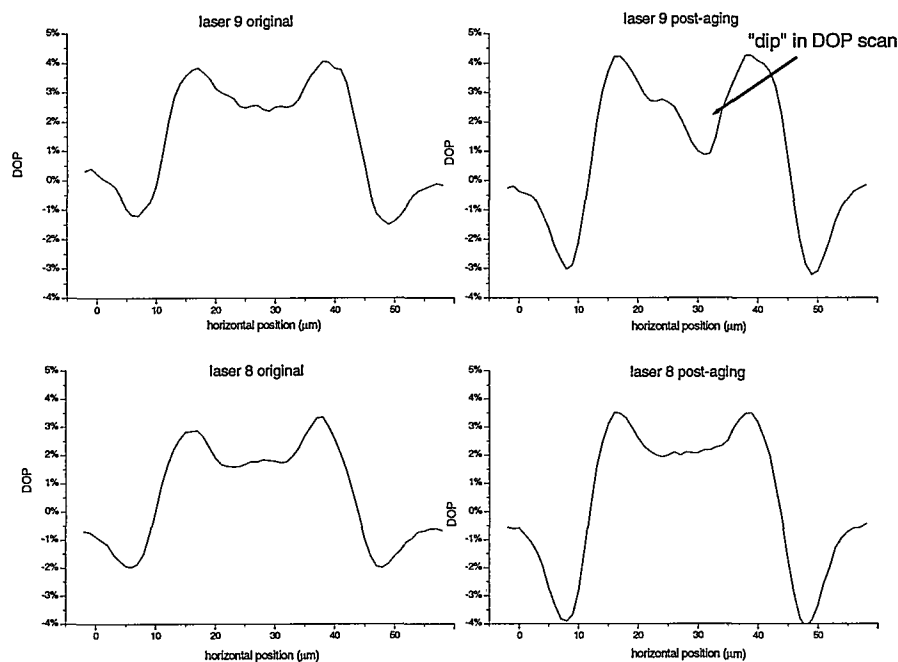 laser 9 original
5%
4%
3%
2%
1%
0%
-1%
-2%
-3%
-4%
DOP
0 10 20 30 40 50
horizontal position (μm)
laser 9 post-aging
"dip" in DOP scan
5%
4%
3%
2%
1%
0%
-1%
-2%
-3%
-4%
DOP
0 10 20 30 40 50
horizontal position (μm)
laser 8 original
5%
4%
3%
2%
1%
0%
-1%
-2%
-3%
-4%
DOP
0 10 20 30 40 50
horizontal position (μm)
laser 8 post-aging
5%
4%
3%
2%
1%
0%
-1%
-2%
-3%
-4%
DOP
0 10 20 30 40 50
horizontal position (μm)